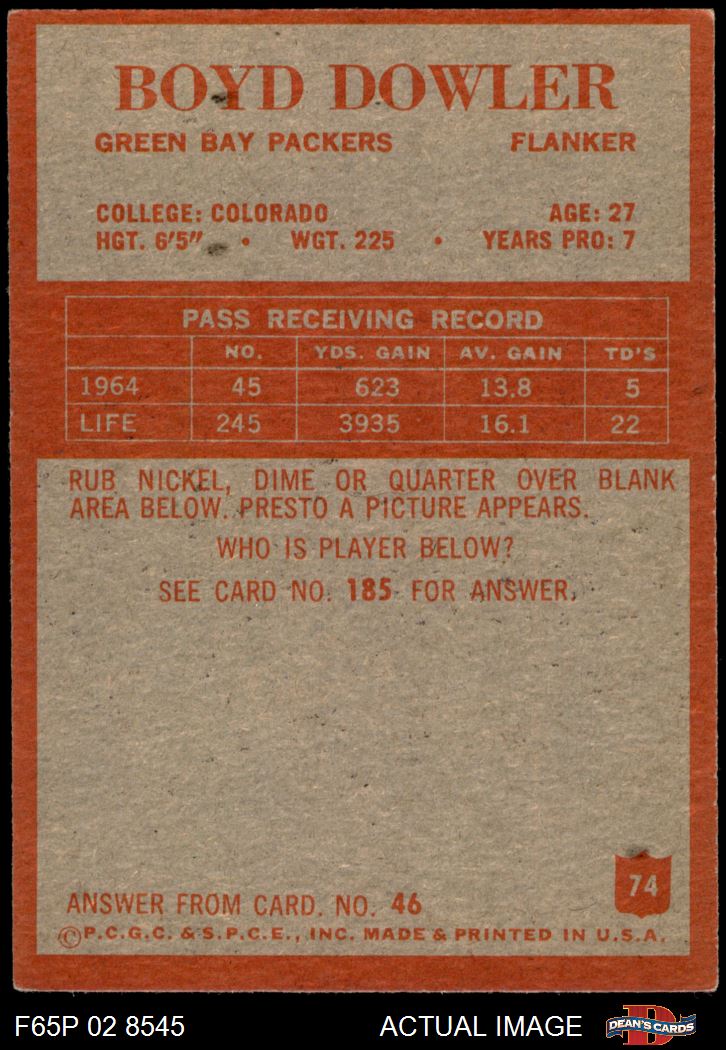 BOYD DOWLER
GREEN BAY PACKERS FLANKER
COLLEGE: COLORADO AGE: 27
HGT. 6'5" • WGT. 225 • YEARS PRO: 7
PASS RECEIVING RECORD
NO. YDS. GAIN AV. GAIN TD'S
1964 45 623 13.8 5
LIFE 245 3935 16.1 22
RUB NICKEL, DIME OR QUARTER OVER BLANK
AREA BELOW. PRESTO A PICTURE APPEARS.
WHO IS PLAYER BELOW?
SEE CARD NO. 185 FOR ANSWER.
74
ANSWER FROM CARD. NO. 46
©P.C.G.C. & S.P.C.E., INC. MADE & PRINTED IN U.S.A.
F65P 02 8545 ACTUAL IMAGE D DEAN'S CARDS